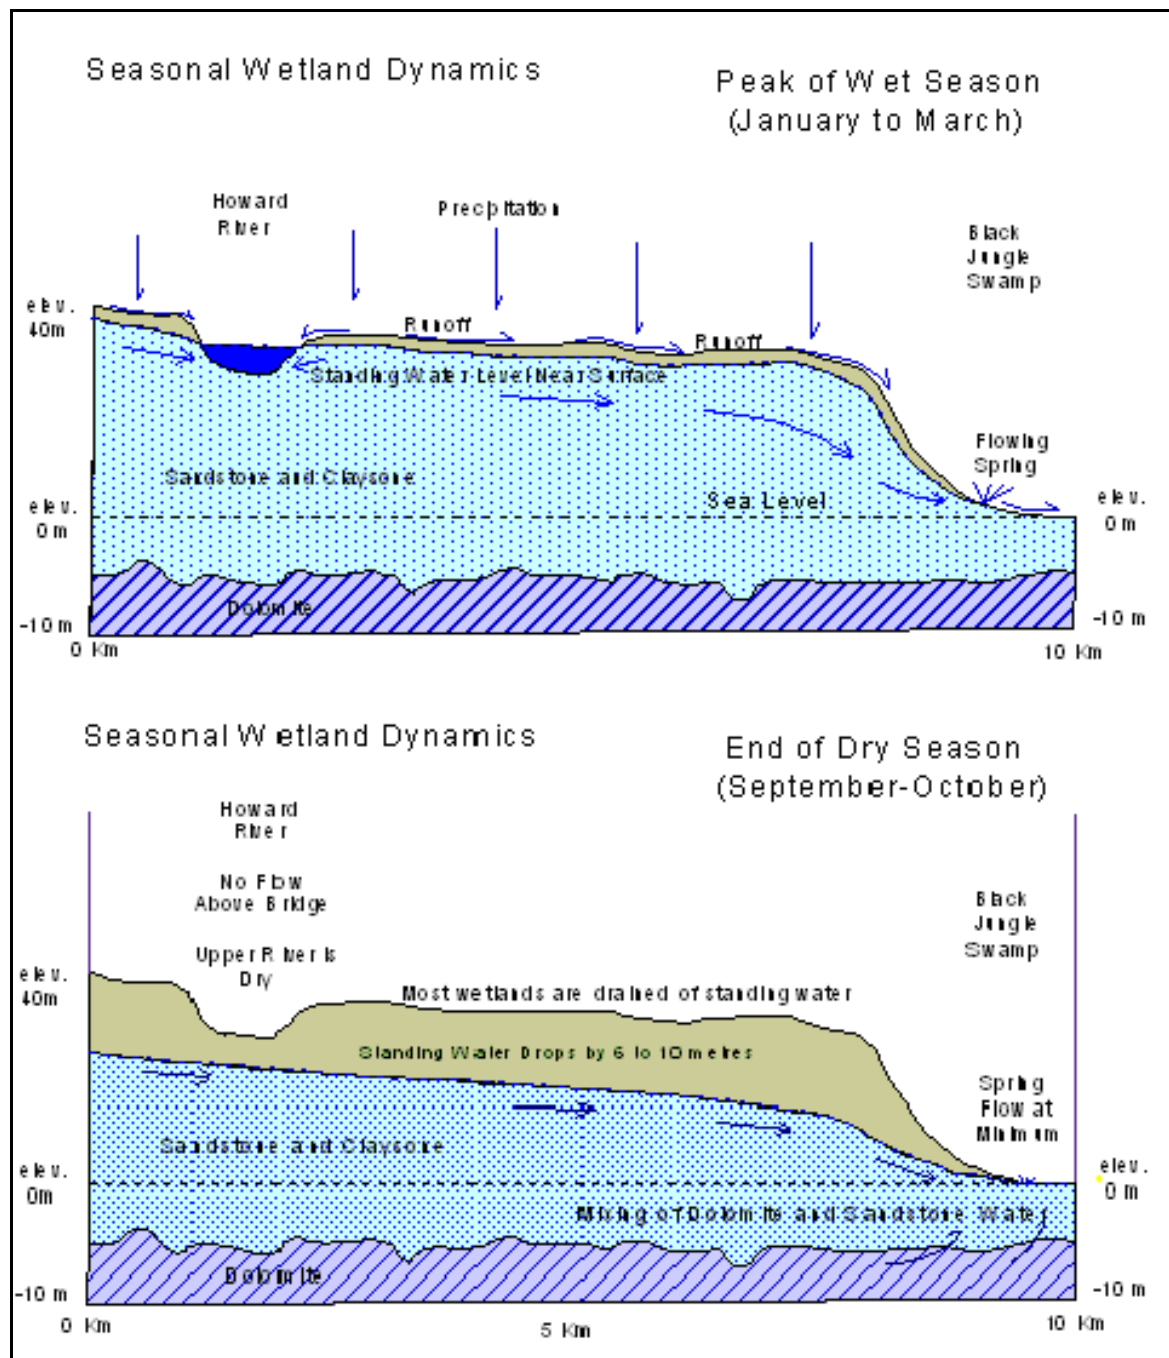 Seasonal Wetland Dynamics
Peak of Wet Season
(January to March)
Howard
River
Precipitation
Black
Jungle
Swamp
elev.
40m
Runoff
Runoff
Standing Water Level Near Surface
Flowing
Spring
Sandstone and Claysone
Sea Level
elev.
0 m
elev.
0 m
Dolomite
-10 m
-10 m
0 Km
10 Km
Seasonal Wetland Dynamics
End of Dry Season
(September-October)
Howard
River
No Flow
Above Bridge
Upper River is
Dry
Black
Jungle
Swamp
elev.
40m
Most wetlands are drained of standing water
Standing Water Drops by 6 to 10 metres
Spring
Flow at
Minimum
Sandstone and Claysone
elev.
0m
elev.
0 m
Mixing of Dolomite and Sandstone Water
Dolomite
-10 m
-10 m
0 Km
5 Km
10 Km